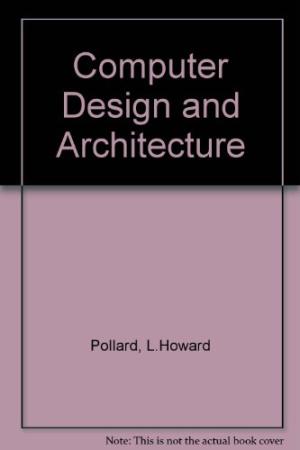 Computer
Design and
Architecture
Pollard, L.Howard
Note: This is not the actual book cover